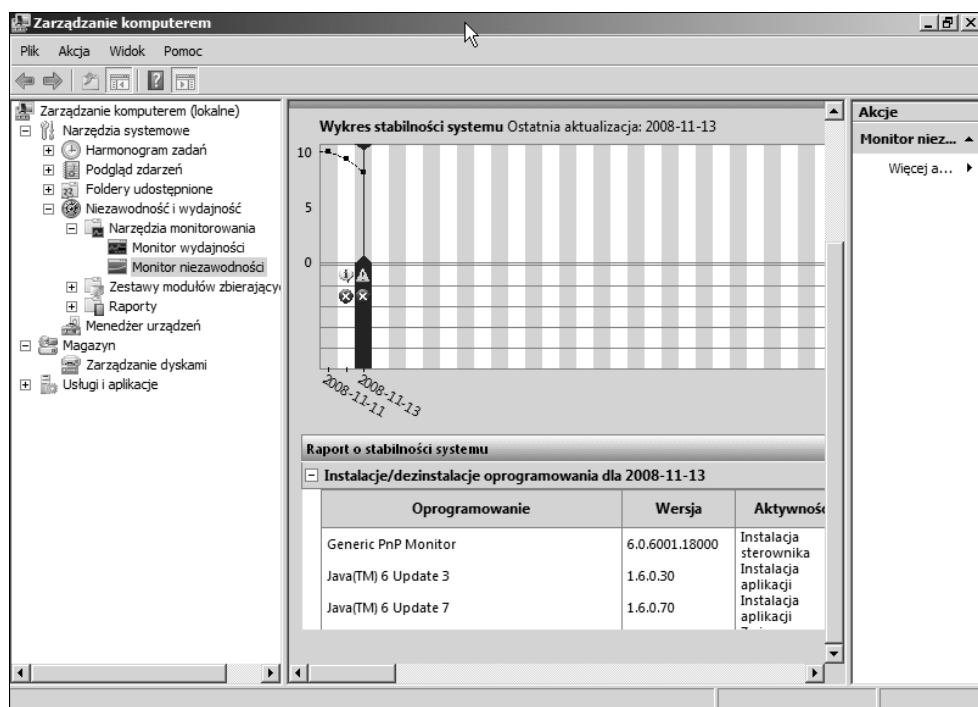 Zarządzanie komputerem
Plik Akcja Widok Pomoc
Zarządzanie komputerem (lokalne)
Narzędzia systemowe
Harmonogram zadań
Podgląd zdarzeń
Foldery udostępnione
Niezawodność i wydajność
Narzędzia monitorowania
Monitor wydajności
Monitor niezawodności
Zestawy modułów zbierający
Raporty
Menedżer urządzeń
Magazyn
Zarządzanie dyskami
Usługi i aplikacje
Wykres stabilności systemu Ostatnia aktualizacja: 2008-11-13
10
5
0
2008-11-11
2008-11-13
Raport o stabilności systemu
Instalacje/dezinstalacje oprogramowania dla 2008-11-13
Oprogramowanie Wersja Aktywnoś
Generic PnP Monitor 6.0.6001.18000 Instalacja
sterownika
Java(TM) 6 Update 3 1.6.0.30 Instalacja
aplikacji
Java(TM) 6 Update 7 1.6.0.70 Instalacja
aplikacji
Akcje
Monitor niez...
Więcej a...